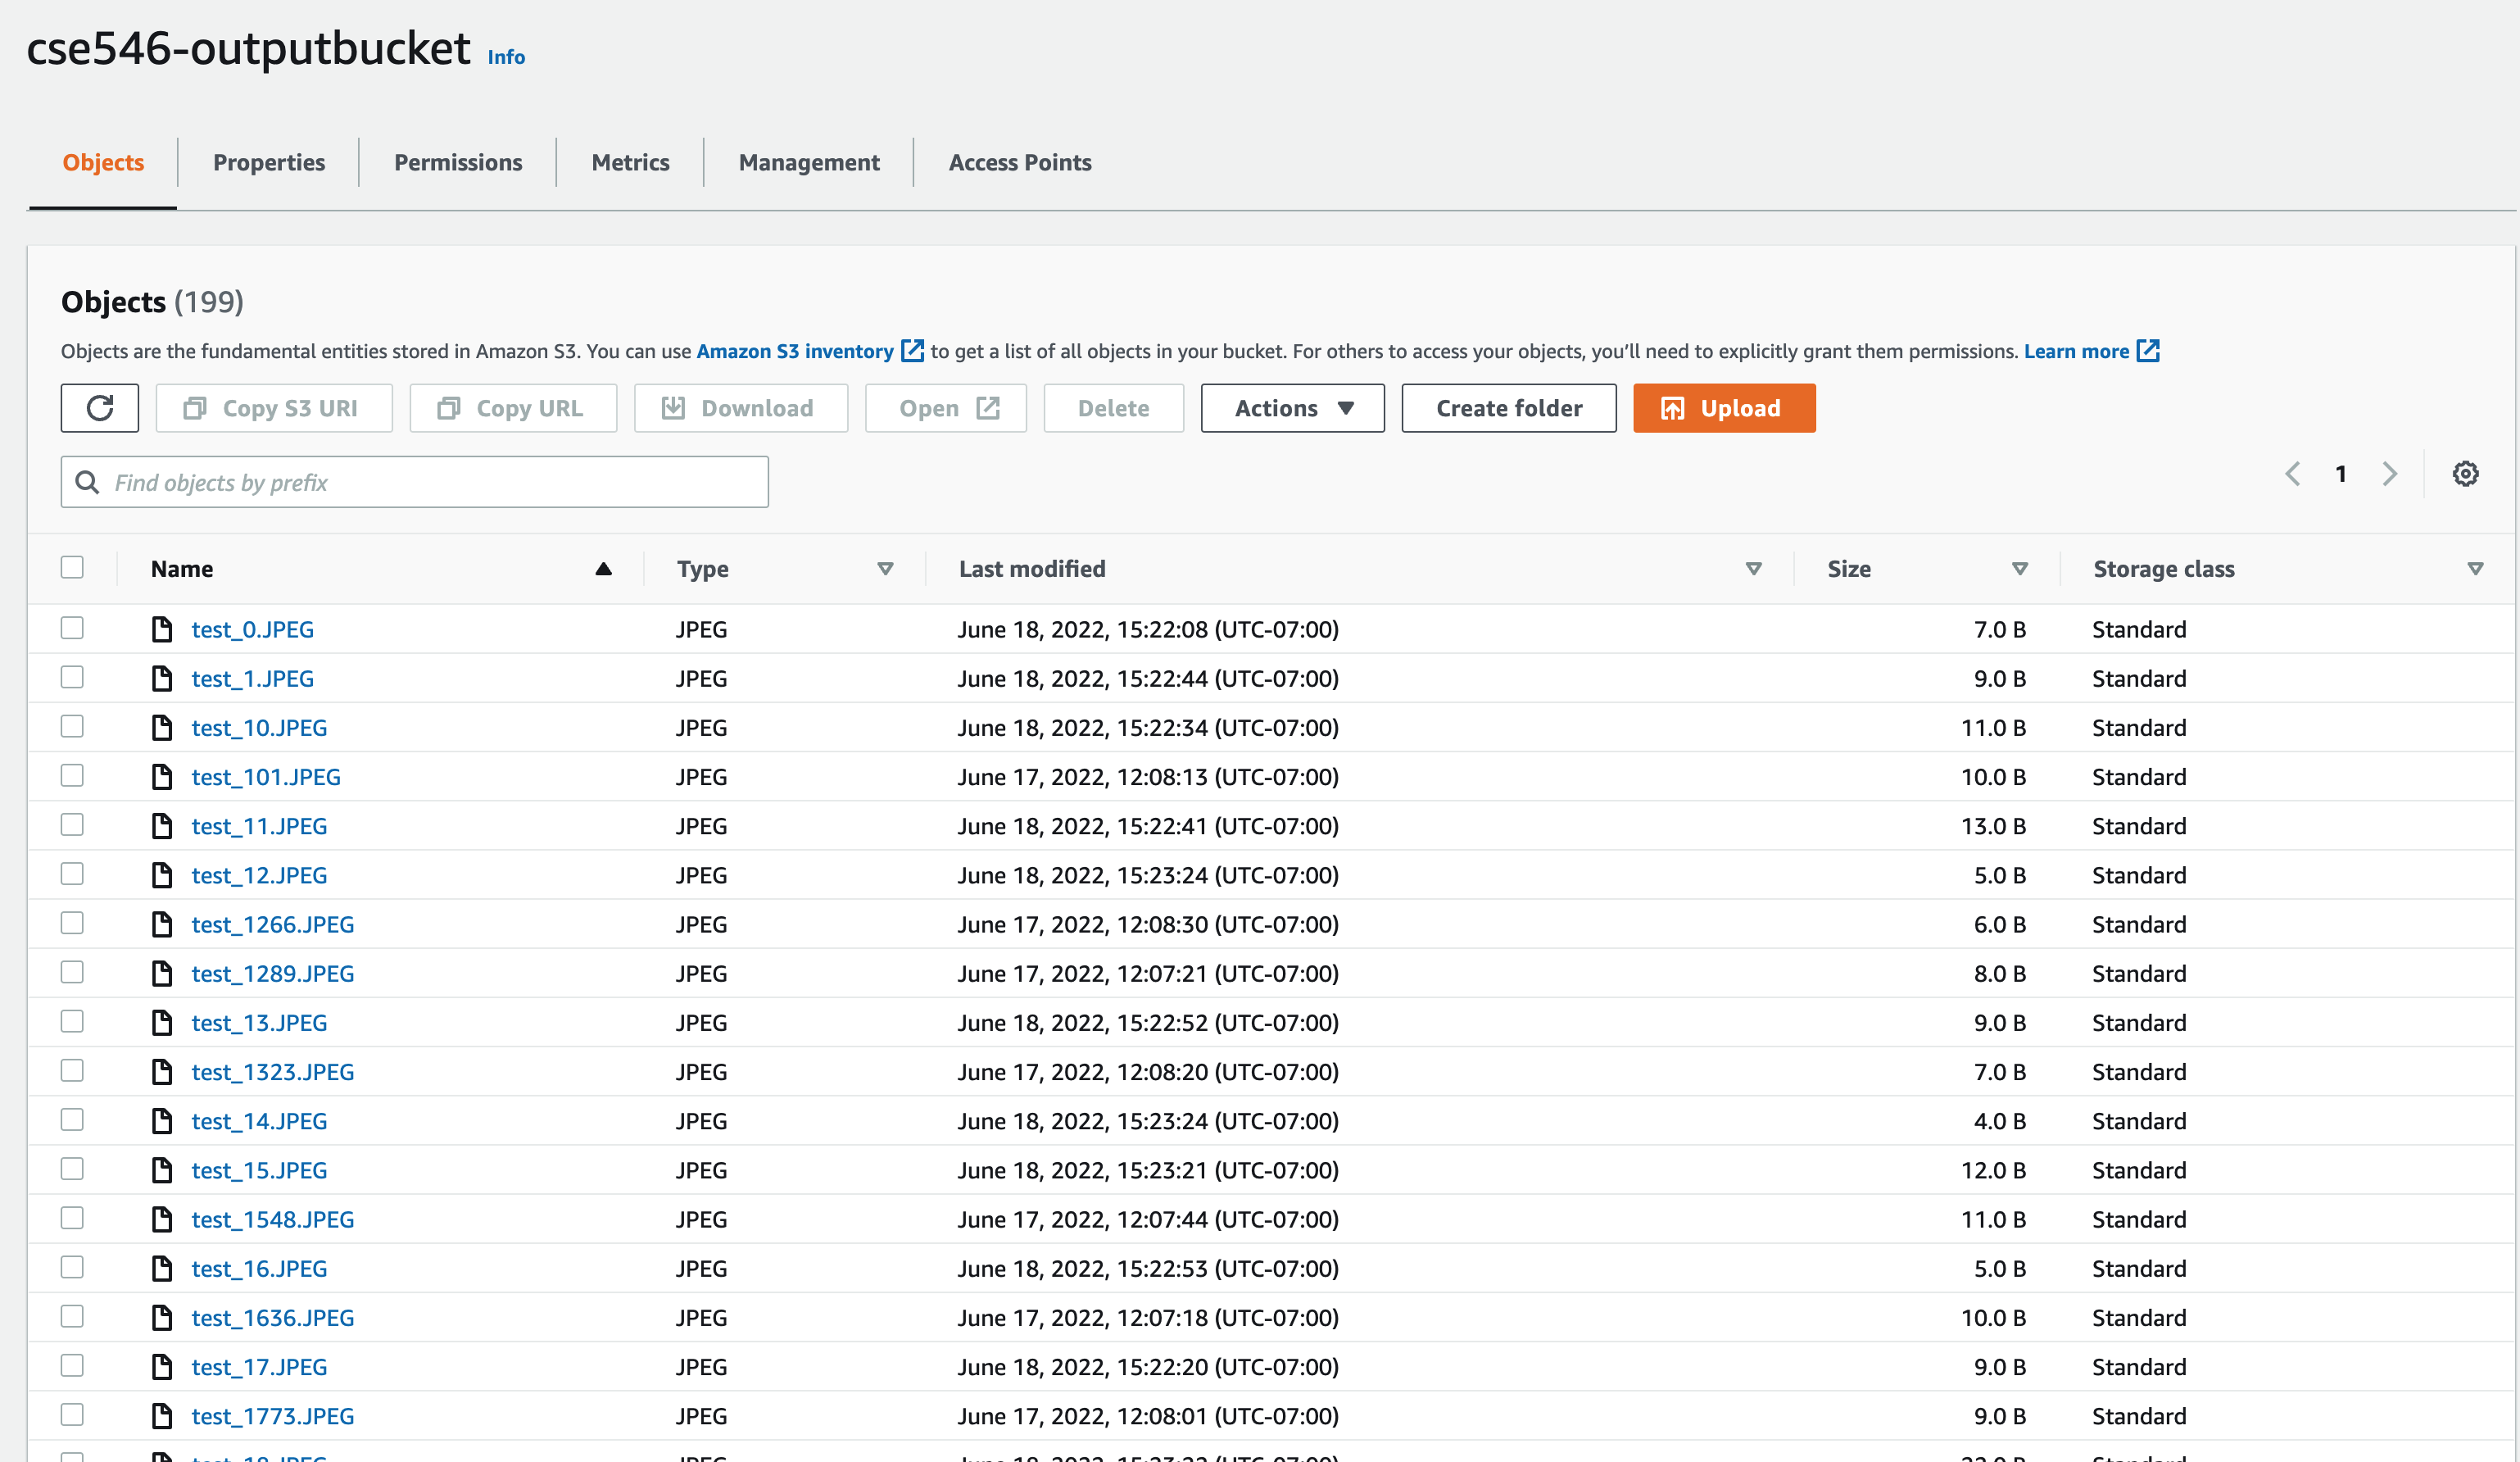 cse546-outputbucket Info
Objects Properties Permissions Metrics Management Access Points
Objects (199)
Objects are the fundamental entities stored in Amazon S3. You can use Amazon S3 inventory to get a list of all objects in your bucket. For others to access your objects, you’ll need to explicitly grant them permissions. Learn more
Copy S3 URI Copy URL Download Open Delete Actions Create folder Upload
Find objects by prefix 1
Name Type Last modified Size Storage class
test_0.JPEG JPEG June 18, 2022, 15:22:08 (UTC-07:00) 7.0 B Standard
test_1.JPEG JPEG June 18, 2022, 15:22:44 (UTC-07:00) 9.0 B Standard
test_10.JPEG JPEG June 18, 2022, 15:22:34 (UTC-07:00) 11.0 B Standard
test_101.JPEG JPEG June 17, 2022, 12:08:13 (UTC-07:00) 10.0 B Standard
test_11.JPEG JPEG June 18, 2022, 15:22:41 (UTC-07:00) 13.0 B Standard
test_12.JPEG JPEG June 18, 2022, 15:23:24 (UTC-07:00) 5.0 B Standard
test_1266.JPEG JPEG June 17, 2022, 12:08:30 (UTC-07:00) 6.0 B Standard
test_1289.JPEG JPEG June 17, 2022, 12:07:21 (UTC-07:00) 8.0 B Standard
test_13.JPEG JPEG June 18, 2022, 15:22:52 (UTC-07:00) 9.0 B Standard
test_1323.JPEG JPEG June 17, 2022, 12:08:20 (UTC-07:00) 7.0 B Standard
test_14.JPEG JPEG June 18, 2022, 15:23:24 (UTC-07:00) 4.0 B Standard
test_15.JPEG JPEG June 18, 2022, 15:23:21 (UTC-07:00) 12.0 B Standard
test_1548.JPEG JPEG June 17, 2022, 12:07:44 (UTC-07:00) 11.0 B Standard
test_16.JPEG JPEG June 18, 2022, 15:22:53 (UTC-07:00) 5.0 B Standard
test_1636.JPEG JPEG June 17, 2022, 12:07:18 (UTC-07:00) 10.0 B Standard
test_17.JPEG JPEG June 18, 2022, 15:22:20 (UTC-07:00) 9.0 B Standard
test_1773.JPEG JPEG June 17, 2022, 12:08:01 (UTC-07:00) 9.0 B Standard